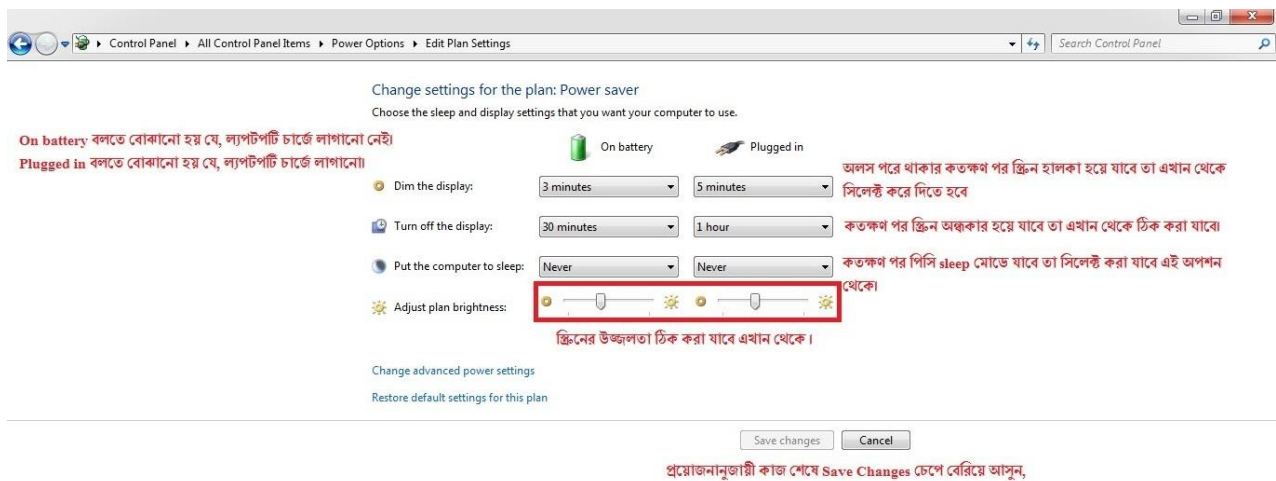 Control Panel ▸ All Control Panel Items ▸ Power Options ▸ Edit Plan Settings
Search Control Panel
Change settings for the plan: Power saver
Choose the sleep and display settings that you want your computer to use.
On battery বলতে বোঝানো হয় যে, ল্যপটপটি চার্জে লাগানো নেই।
Plugged in বলতে বোঝানো হয় যে, ল্যপটপটি চার্জে লাগানো।
On battery Plugged in
অলস পরে থাকার কতক্ষণ পর স্ক্রিন হালকা হয়ে যাবে তা এখান থেকে
সিলেক্ট করে দিতে হবে
Dim the display: 3 minutes 5 minutes
Turn off the display: 30 minutes 1 hour
কতক্ষণ পর স্ক্রিন অন্ধকার হয়ে যাবে তা এখান থেকে ঠিক করা যাবে।
Put the computer to sleep: Never Never
কতক্ষণ পর পিসি sleep মোডে যাবে তা সিলেক্ট করা যাবে এই অপশন
থেকে।
Adjust plan brightness:
স্ক্রিনের উজ্জলতা ঠিক করা যাবে এখান থেকে।
Change advanced power settings
Restore default settings for this plan
Save changes Cancel
প্রয়োজনানুজায়ী কাজ শেষে Save Changes চেপে বেরিয়ে আসুন,